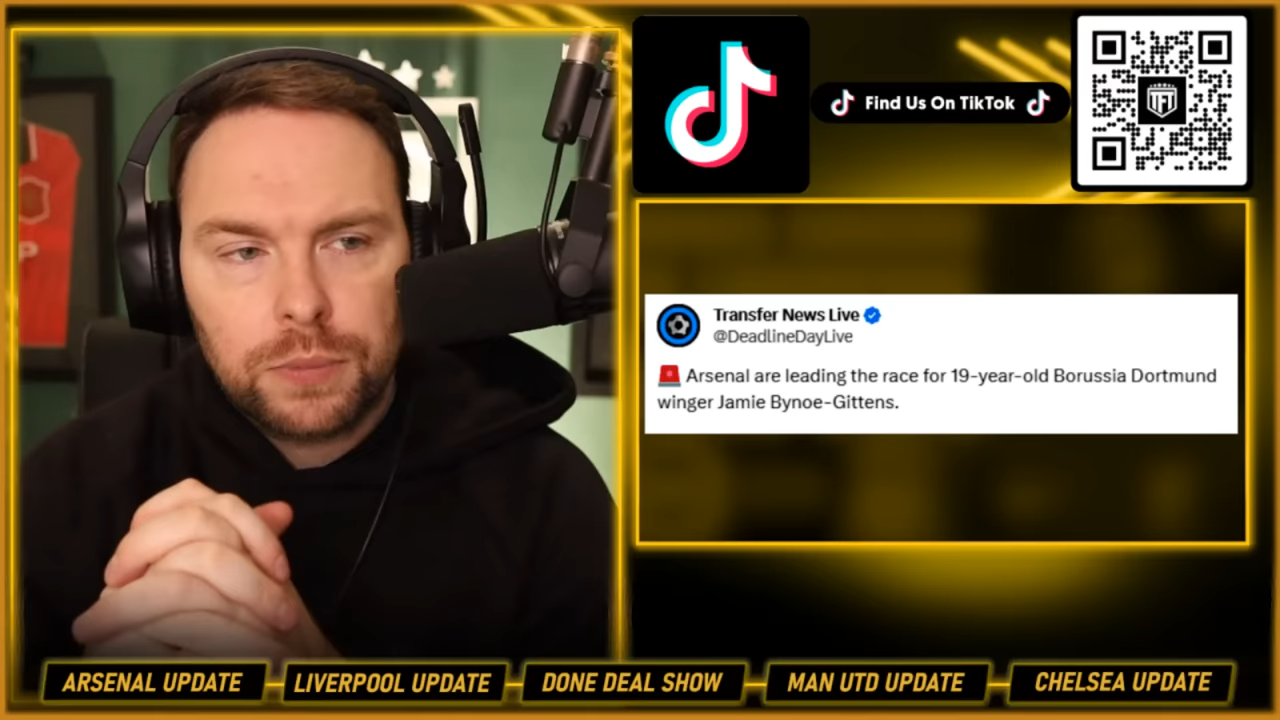 Find Us On TikTok
Transfer News Live
@DeadlineDayLive
Arsenal are leading the race for 19-year-old Borussia Dortmund
winger Jamie Bynoe-Gittens.
ARSENAL UPDATE
LIVERPOOL UPDATE
DONE DEAL SHOW
MAN UTD UPDATE
CHELSEA UPDATE